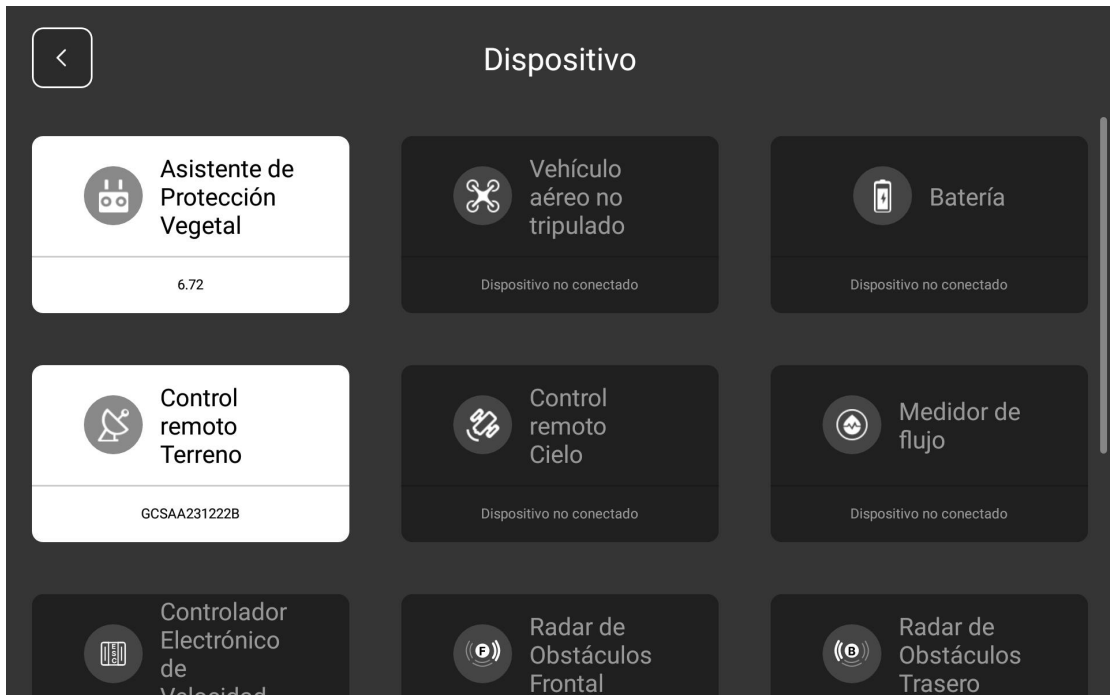 Dispositivo
Asistente de
Protección
Vegetal
6.72
Vehículo
aéreo no
tripulado
Dispositivo no conectado
Batería
Dispositivo no conectado
Control
remoto
Terreno
GCSAA231222B
Control
remoto
Cielo
Dispositivo no conectado
Medidor de
flujo
Dispositivo no conectado
Controlador
Electrónico
de
Velocidad
ESC
Radar de
Obstáculos
Frontal
F
Radar de
Obstáculos
Trasero
B